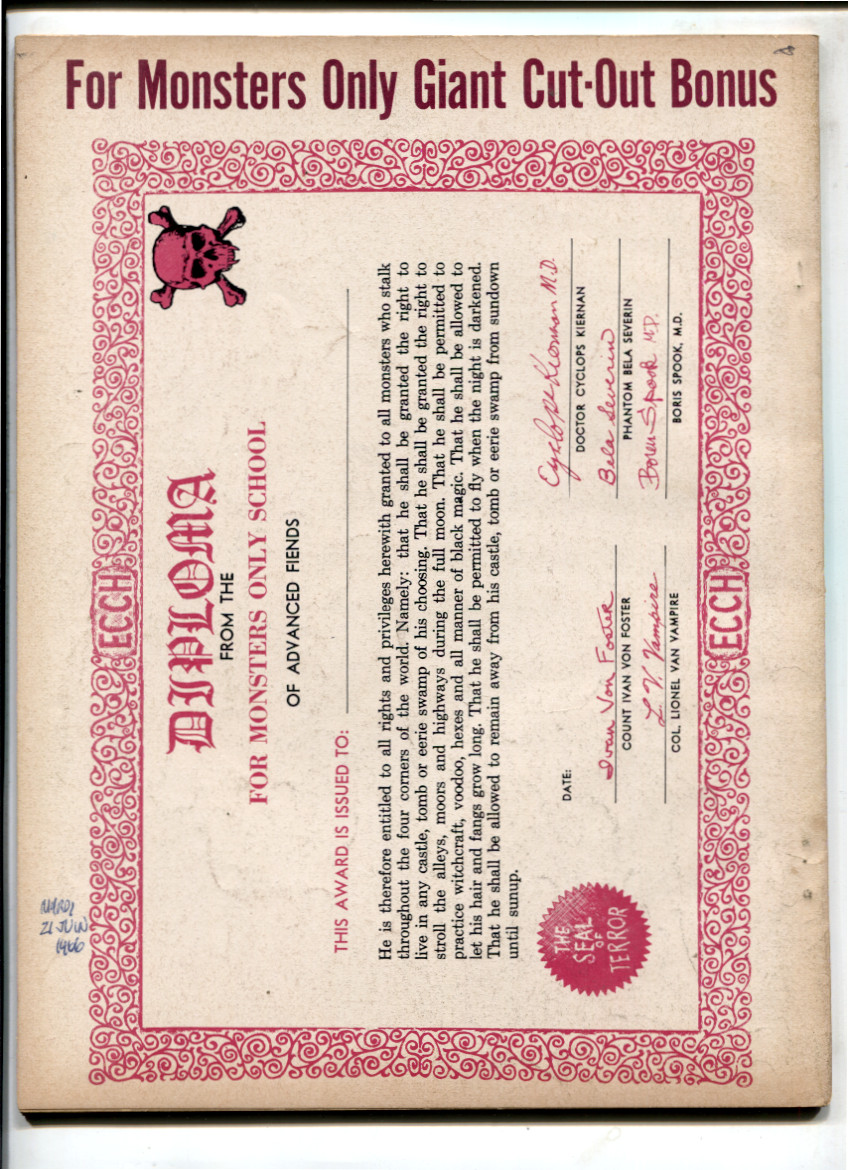 For Monsters Only Giant Cut-Out Bonus
ECCH
DIPLOMA
FROM THE
FOR MONSTERS ONLY SCHOOL
OF ADVANCED FIENDS
THIS AWARD IS ISSUED TO:
He is therefore entitled to all rights and privileges herewith granted to all monsters who stalk
throughout the four corners of the world. Namely: that he shall be granted the right to
live in any castle, tomb or eerie swamp of his choosing. That he shall be granted the right to
stroll the alleys, moors and highways during the full moon. That he shall be permitted to
practice witchcraft, voodoo, hexes and all manner of black magic. That he shall be allowed to
let his hair and fangs grow long. That he shall be permitted to fly when the night is darkened.
That he shall be allowed to remain away from his castle, tomb or eerie swamp from sundown
until sunup.
THE
SEAL
OF
TERROR
DATE:
Ivan Von Foster
COUNT IVAN VON FOSTER
L. V. Vampire
COL. LIONEL VAN VAMPIRE
Cyclops Kiernan M.D.
DOCTOR CYCLOPS KIERNAN
Bela Severin
PHANTOM BELA SEVERIN
Boris Spook M.D.
BORIS SPOOK, M.D.
ECCH
MARDI
21 JUIN
1966